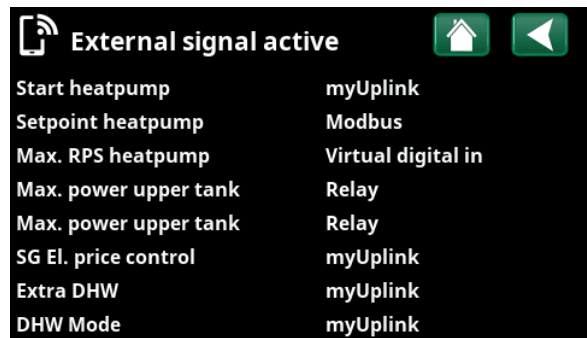 External signal active
Start heatpump myUplink
Setpoint heatpump Modbus
Max. RPS heatpump Virtual digital in
Max. power upper tank Relay
Max. power upper tank Relay
SG El. price control myUplink
Extra DHW myUplink
DHW Mode myUplink